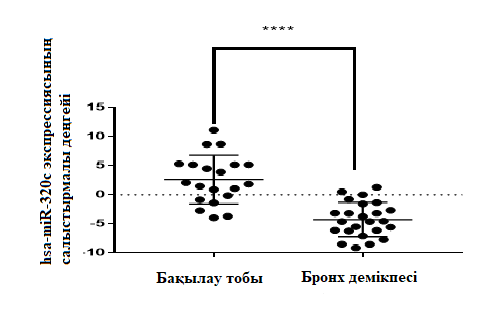 ****
hsa-miR-320c экспрессиясының
салыстырмалы деңгейі
15
10
5
0
-5
-10
Бақылау тобы
Бронх демікпесі